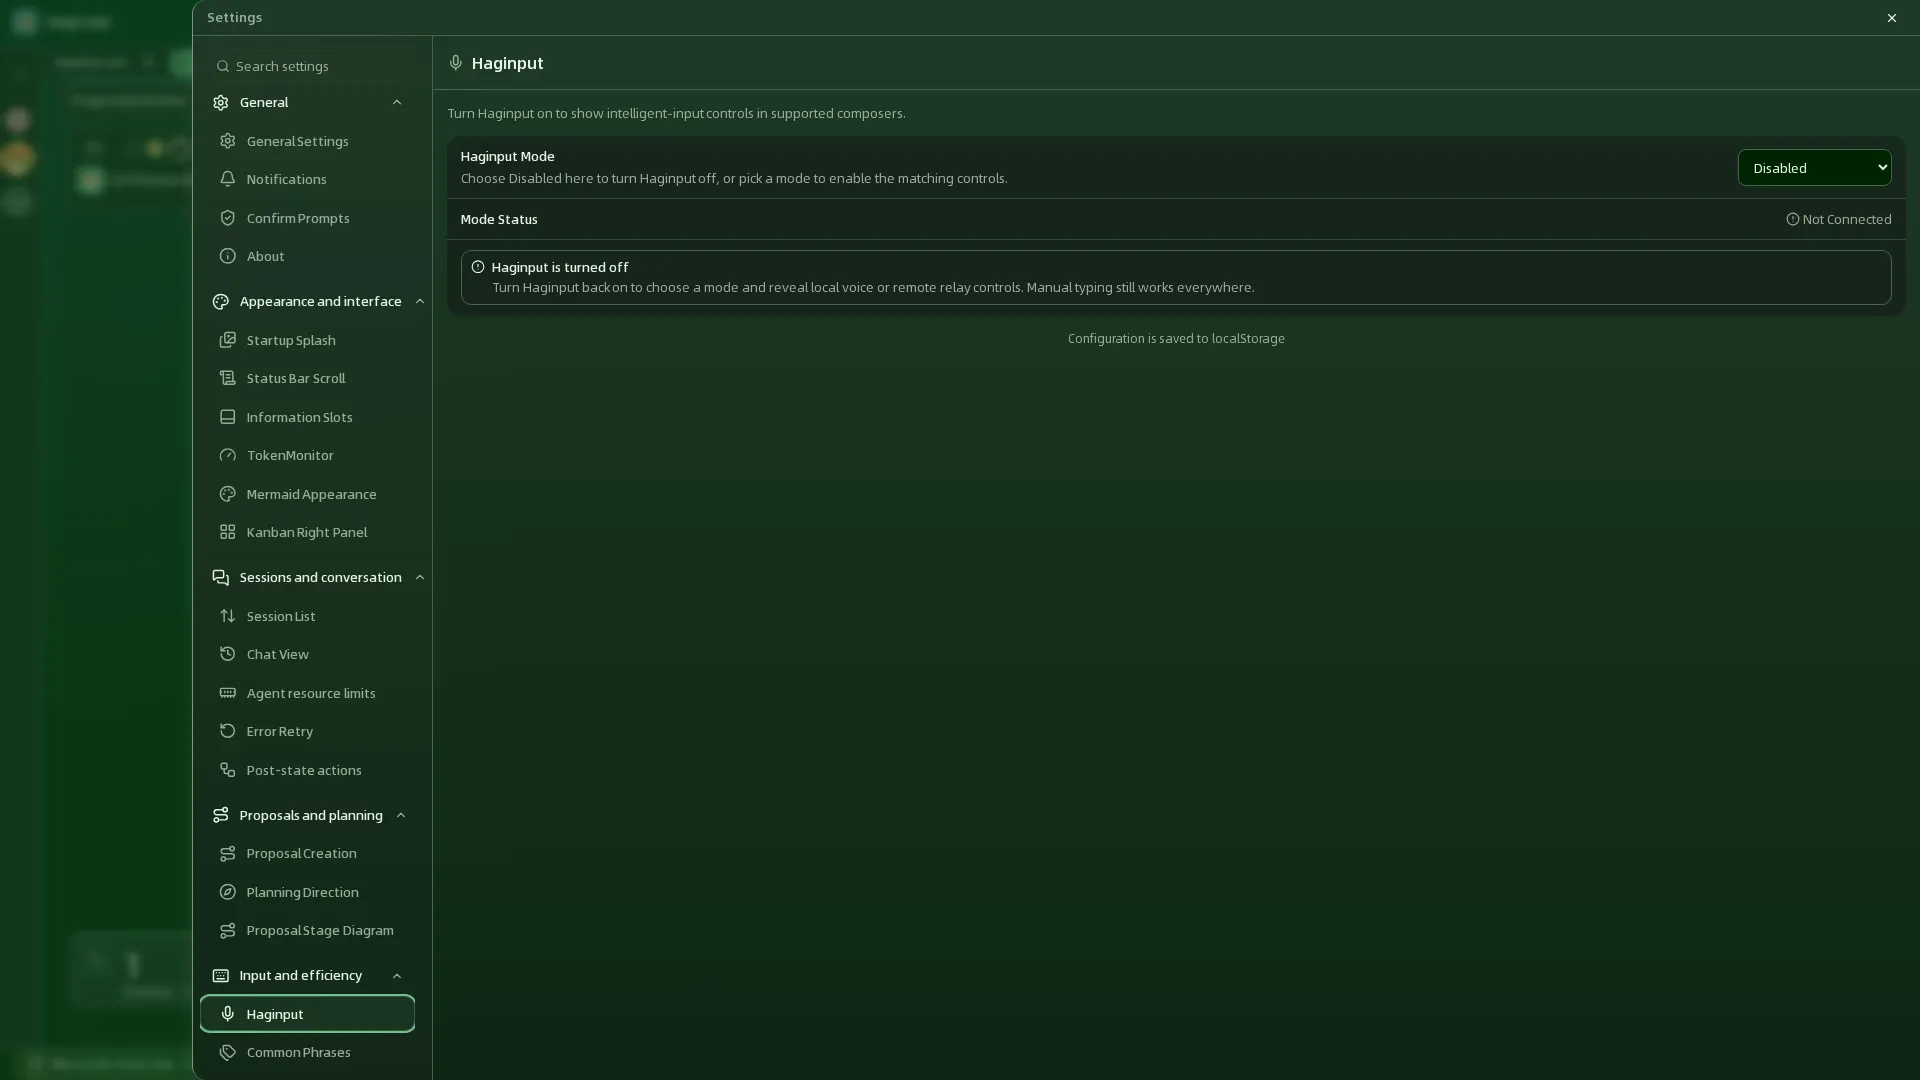 Settings
Search settings
General
General Settings
Notifications
Confirm Prompts
About
Appearance and interface
Startup Splash
Status Bar Scroll
Information Slots
TokenMonitor
Mermaid Appearance
Kanban Right Panel
Sessions and conversation
Session List
Chat View
Agent resource limits
Error Retry
Post-state actions
Proposals and planning
Proposal Creation
Planning Direction
Proposal Stage Diagram
Input and efficiency
Haginput
Common Phrases
Haginput
Turn Haginput on to show intelligent-input controls in supported composers.
Haginput Mode
Choose Disabled here to turn Haginput off, or pick a mode to enable the matching controls.
Disabled
Mode Status
Not Connected
Haginput is turned off
Turn Haginput back on to choose a mode and reveal local voice or remote relay controls. Manual typing still works everywhere.
Configuration is saved to localStorage